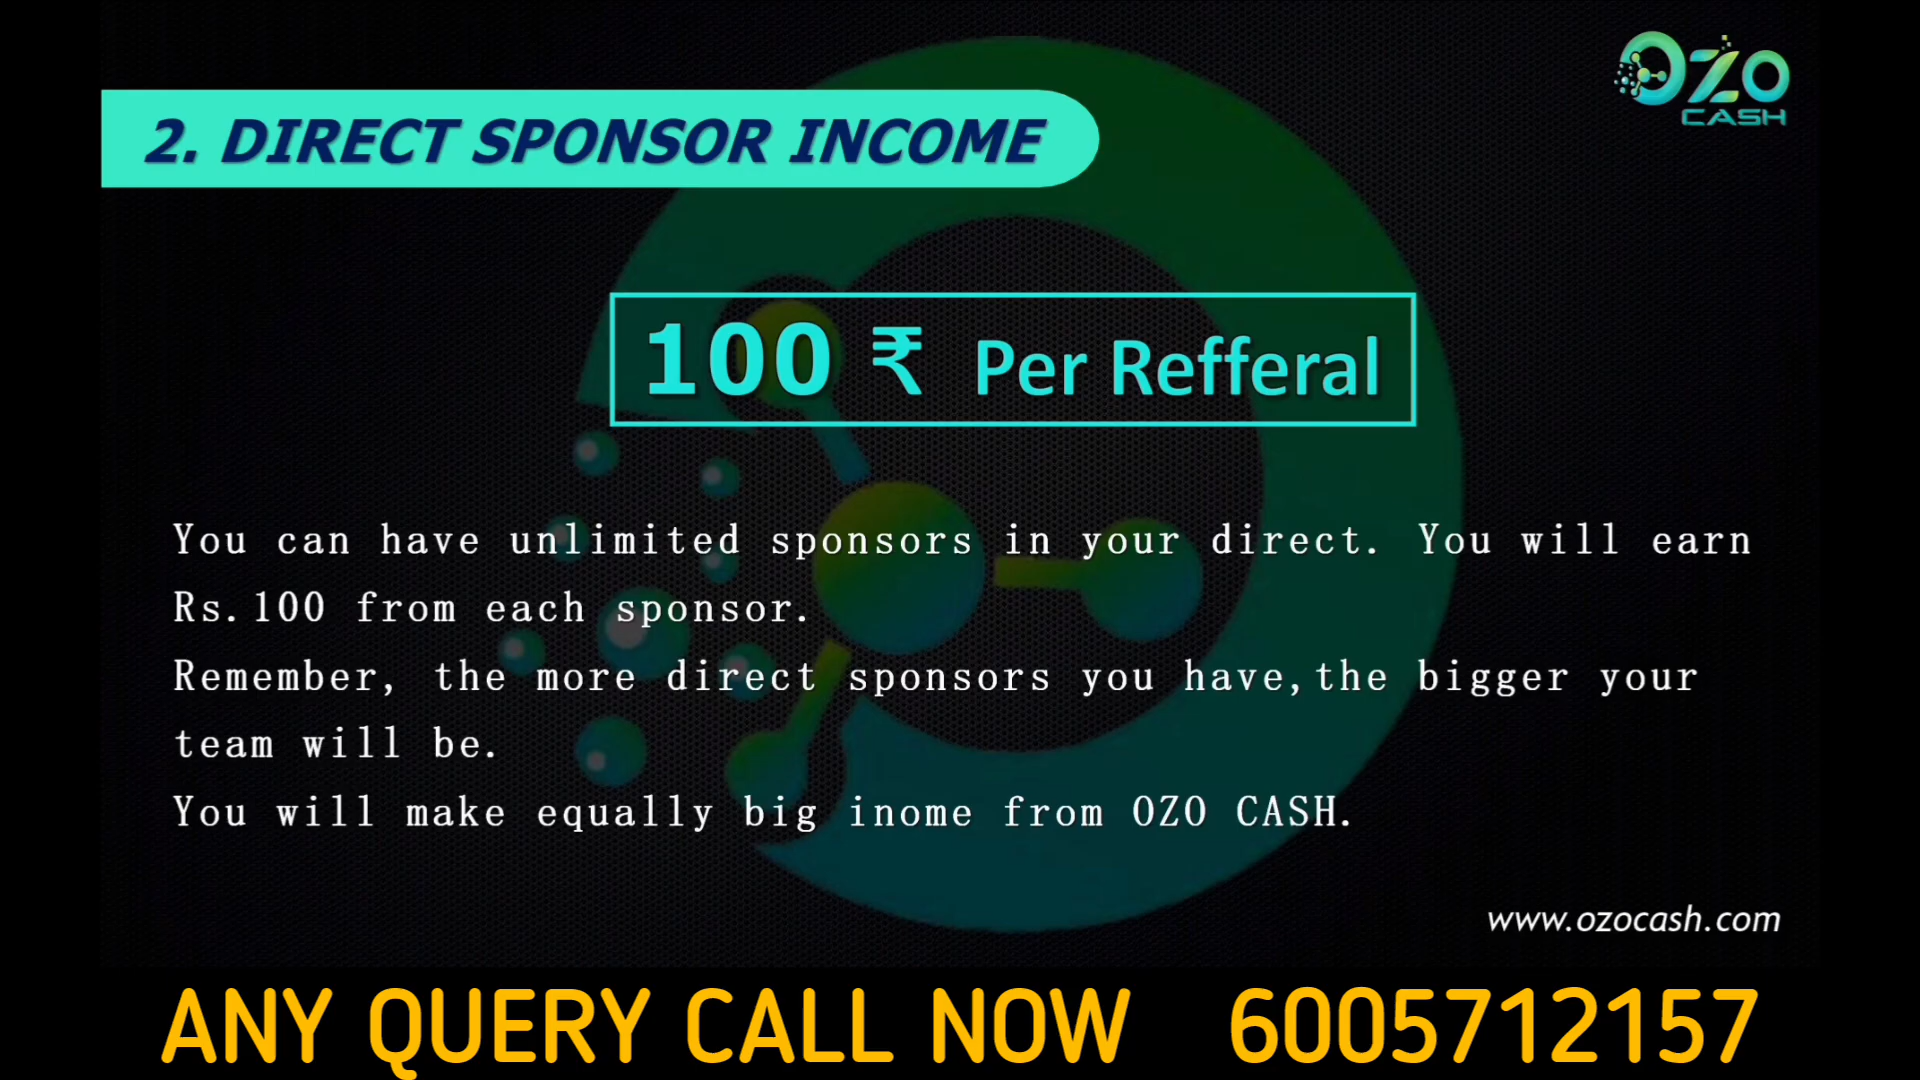 OZO
CASH
2. DIRECT SPONSOR INCOME
100 ₹ Per Refferal
You can have unlimited sponsors in your direct. You will earn
Rs.100 from each sponsor.
Remember, the more direct sponsors you have,the bigger your
team will be.
You will make equally big inome from OZO CASH.
www.ozocash.com
ANY QUERY CALL NOW 6005712157